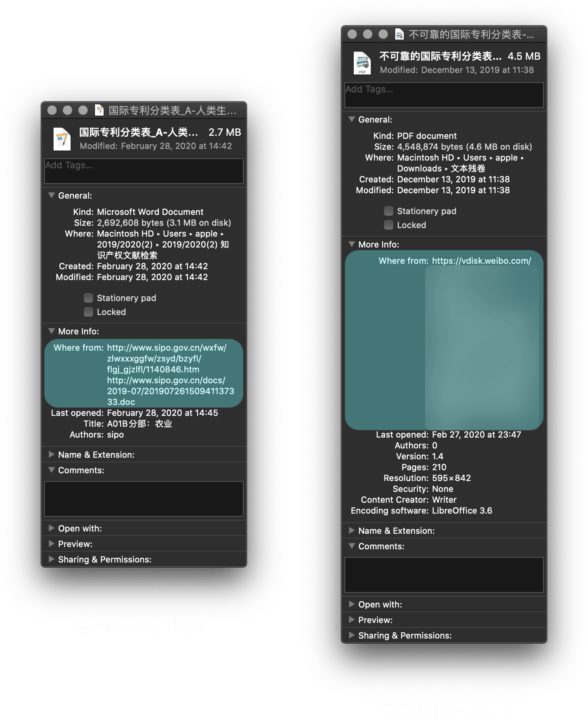 国际专利分类表_A-人类生...
国际专利分类表_A-人类... 2.7 MB
Modified: February 28, 2020 at 14:42
Add Tags...
General:
Kind: Microsoft Word Document
Size: 2,692,608 bytes (3.1 MB on disk)
Where: Macintosh HD ▸ Users ▸ apple ▸
2019/2020(2) ▸ 2019/2020(2) 知
识产权文献检索
Created: February 28, 2020 at 14:42
Modified: February 28, 2020 at 14:42
Stationery pad
Locked
More Info:
Where from: http://www.sipo.gov.cn/wxfw/
zlwxxxggfw/zsyd/bzyfl/
flgj_gjzlfl/1140846.htm
http://www.sipo.gov.cn/docs/
2019-07/201907261509411373
33.doc
Last opened: February 28, 2020 at 14:45
Title: A01B分部：农业
Authors: sipo
Name & Extension:
Comments:
Open with:
Preview:
Sharing & Permissions:
不可靠的国际专利分类表-...
不可靠的国际专利分类表... 4.5 MB
Modified: December 13, 2019 at 11:38
Add Tags...
General:
Kind: PDF document
Size: 4,548,874 bytes (4.6 MB on disk)
Where: Macintosh HD ▸ Users ▸ apple ▸
Downloads ▸ 文本残卷
Created: December 13, 2019 at 11:38
Modified: December 13, 2019 at 11:38
Stationery pad
Locked
More Info:
Where from: https://vdisk.weibo.com/
Last opened: Feb 27, 2020 at 23:47
Authors: 0
Version: 1.4
Pages: 210
Resolution: 595×842
Security: None
Content Creator: Writer
Encoding software: LibreOffice 3.6
Name & Extension:
Comments:
Open with:
Preview:
Sharing & Permissions: